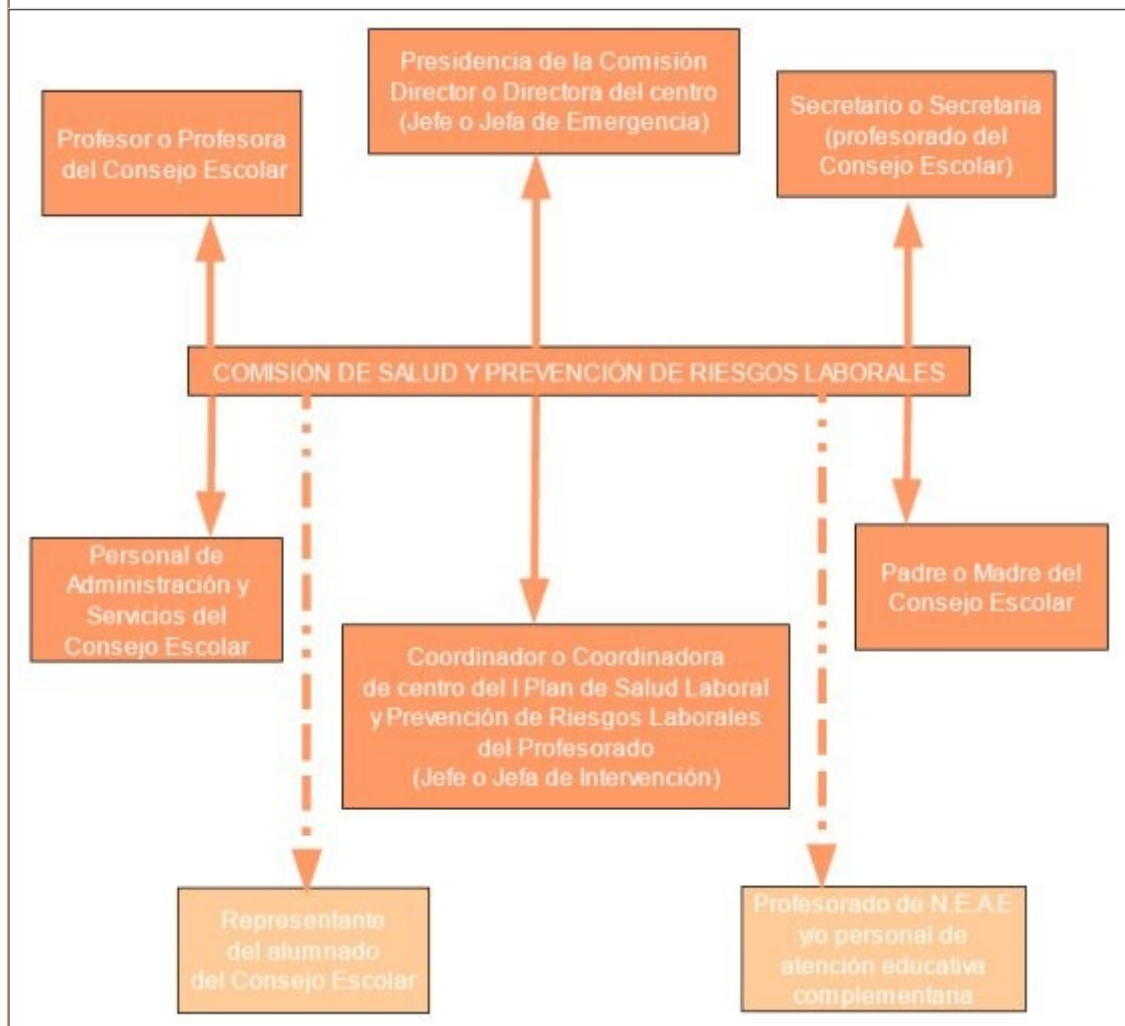 Presidencia de la Comisión
Director o Directora del centro
(Jefe o Jefa de Emergencia)
Profesor o Profesora
del Consejo Escolar
Secretario o Secretaria
(profesorado del
Consejo Escolar)
COMISIÓN DE SALUD Y PREVENCIÓN DE RIESGOS LABORALES
Personal de
Administración y
Servicios del
Consejo Escolar
Padre o Madre del
Consejo Escolar
Coordinador o Coordinadora
de centro del I Plan de Salud Laboral
y Prevención de Riesgos Laborales
del Profesorado
(Jefe o Jefa de Intervención)
Representante
del alumnado
del Consejo Escolar
Profesorado de N.E.A.E
y/o personal de
atención educativa
complementaria